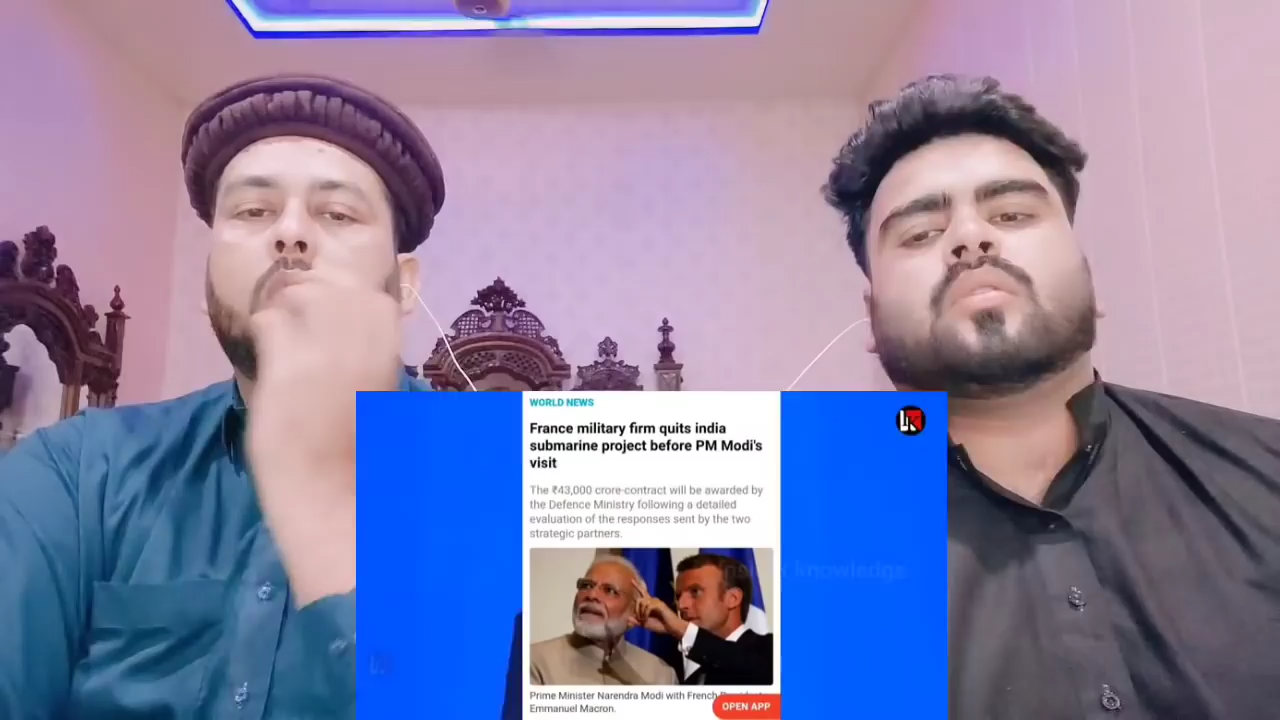 WORLD NEWS
France military firm quits india
submarine project before PM Modi's
visit
The ₹43,000 crore-contract will be awarded by
the Defence Ministry following a detailed
evaluation of the responses sent by the two
strategic partners.
knowledge
Prime Minister Narendra Modi with French
Emmanuel Macron.
OPEN APP